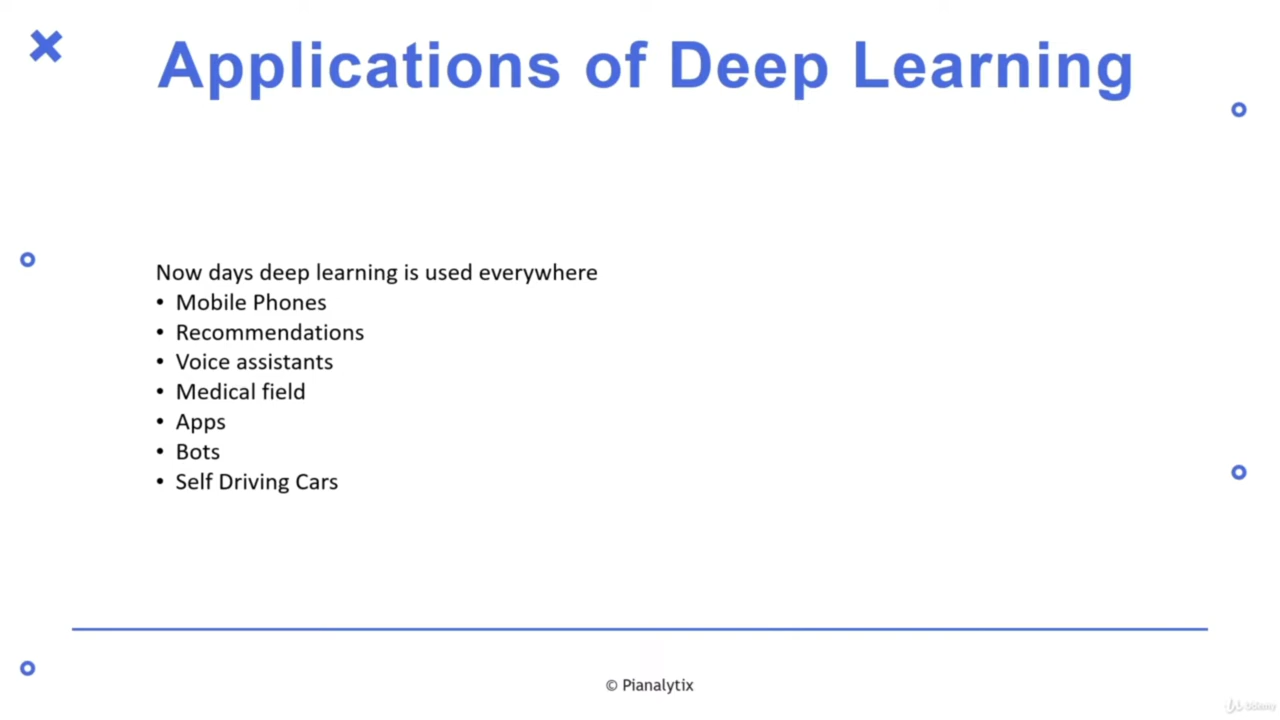 Applications of Deep Learning
Now days deep learning is used everywhere
• Mobile Phones
• Recommendations
• Voice assistants
• Medical field
• Apps
• Bots
• Self Driving Cars
© Pianalytix
Udemy